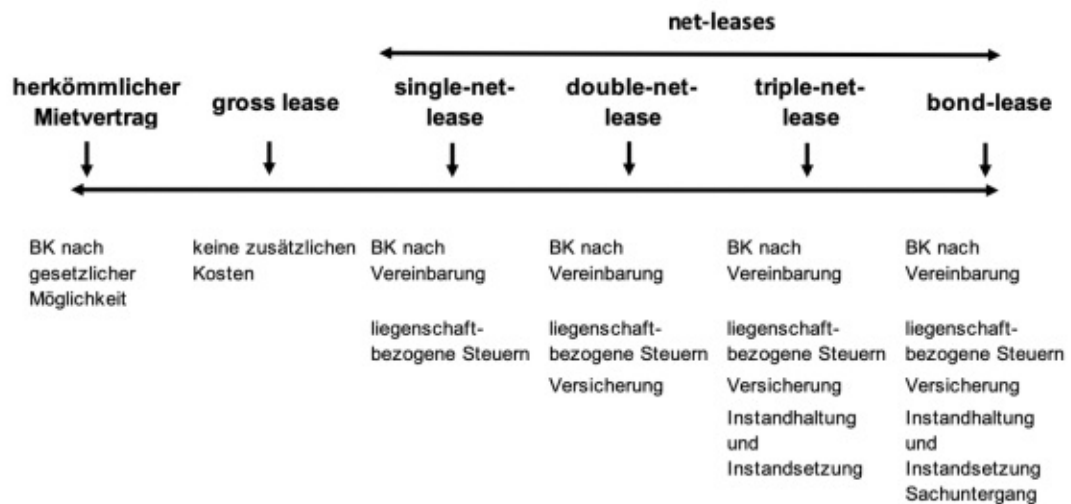 net-leases
herkömmlicher
Mietvertrag
gross lease
single-net-
lease
double-net-
lease
triple-net-
lease
bond-lease
BK nach
gesetzlicher
Möglichkeit
keine zusätzlichen
Kosten
BK nach
Vereinbarung
liegenschaft-
bezogene Steuern
BK nach
Vereinbarung
liegenschaft-
bezogene Steuern
Versicherung
BK nach
Vereinbarung
liegenschaft-
bezogene Steuern
Versicherung
Instandhaltung
und
Instandsetzung
BK nach
Vereinbarung
liegenschaft-
bezogene Steuern
Versicherung
Instandhaltung
und
Instandsetzung
Sachuntergang